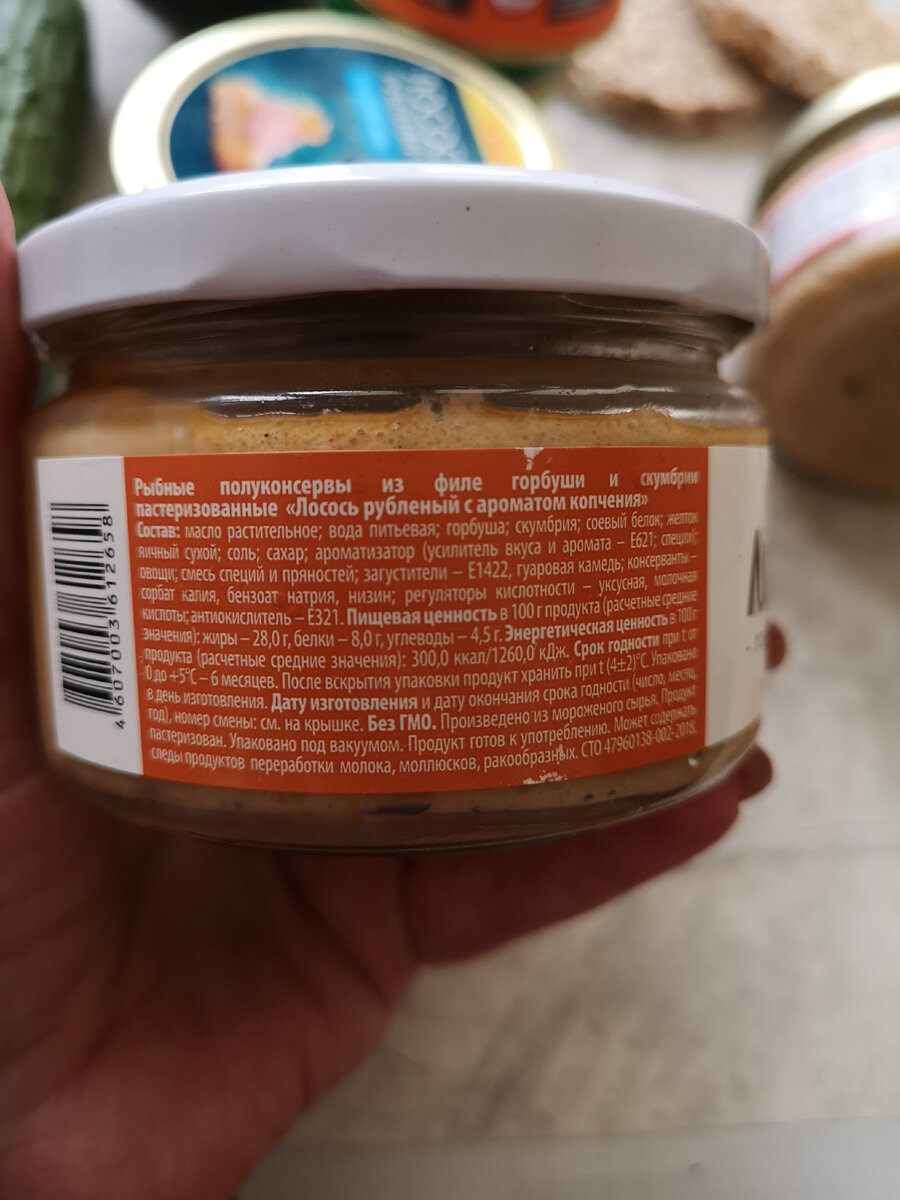 Рыбные полуконсервы из филе горбуши и скумбрии
пастеризованные «Лосось рубленый с ароматом копчения»
Состав: масло растительное; вода питьевая; горбуша; скумбрия; соевый белок; желток
яичный сухой; соль; сахар; ароматизатор (усилитель вкуса и аромата – Е621; специи);
овощи; смесь специй и пряностей; загустители – Е1422, гуаровая камедь; консерванты –
сорбат калия, бензоат натрия, низин; регуляторы кислотности – уксусная, молочная
кислоты; антиокислитель – Е321. Пищевая ценность в 100 г продукта (расчетные средние
значения): жиры – 28,0 г, белки – 8,0 г, углеводы – 4,5 г. Энергетическая ценность в 100 г
продукта (расчетные средние значения): 300,0 ккал/1260,0 кДж. Срок годности при t от
0 до +5°С – 6 месяцев. После вскрытия упаковки продукт хранить при t (4±2)°С. Упаковано
в день изготовления. Дату изготовления и дату окончания срока годности (число, месяц,
год), номер смены: см. на крышке. Без ГМО. Произведено из мороженого сырья. Продукт
пастеризован. Упаковано под вакуумом. Продукт готов к употреблению. Может содержать
следы продуктов переработки молока, моллюсков, ракообразных. СТО 47960138-002-2018.
4 607003 612658